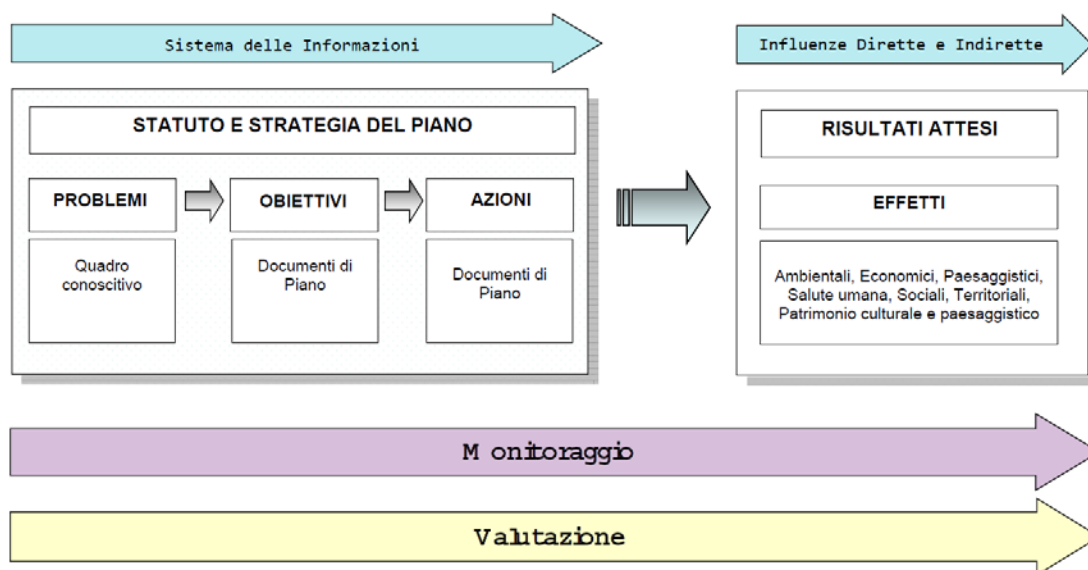 Sistema delle Informazioni
Influenze Dirette e Indirette
STATUTO E STRATEGIA DEL PIANO
PROBLEMI
OBIETTIVI
AZIONI
Quadro
conoscitivo
Documenti di
Piano
Documenti di
Piano
RISULTATI ATTESI
EFFETTI
Ambientali, Economici, Paesaggistici,
Salute umana, Sociali, Territoriali,
Patrimonio culturale e paesaggistico
Monitoraggio
Valutazione